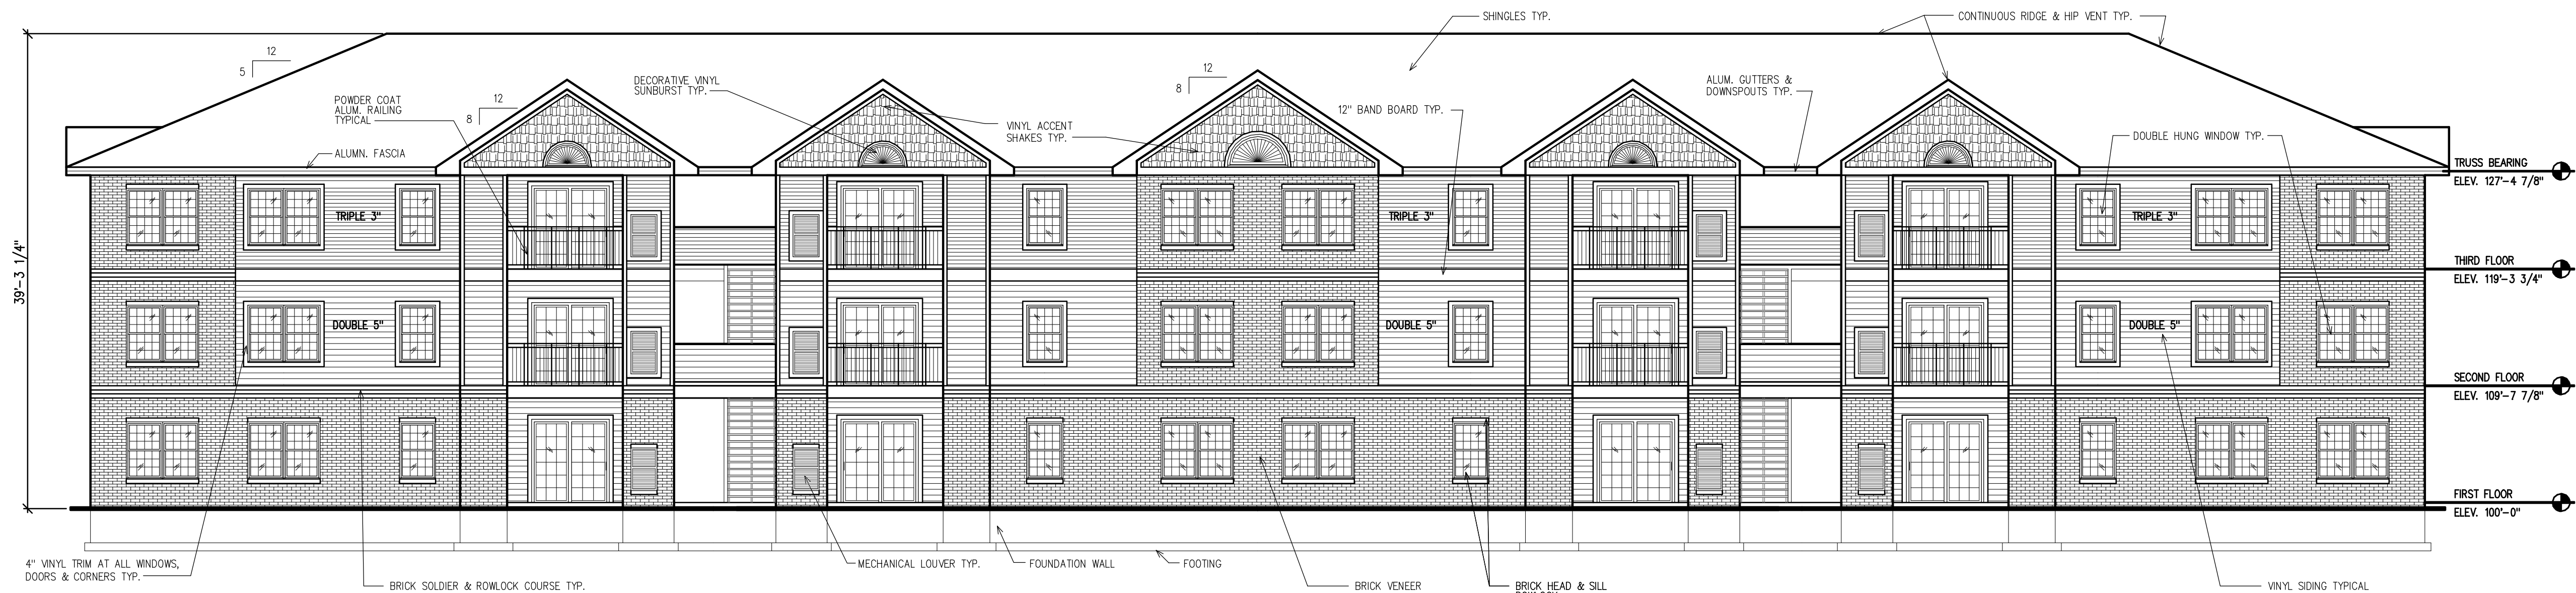 SHINGLES TYP.
CONTINUOUS RIDGE & HIP VENT TYP.
12
5
12
8
12
8
DECORATIVE VINYL
SUNBURST TYP.
ALUM. GUTTERS &
DOWNSPOUTS TYP.
POWDER COAT
ALUM. RAILING
TYPICAL
12" BAND BOARD TYP.
VINYL ACCENT
SHAKES TYP.
DOUBLE HUNG WINDOW TYP.
ALUMN. FASCIA
TRUSS BEARING
ELEV. 127'-4 7/8"
TRIPLE 3"
TRIPLE 3"
TRIPLE 3"
39'-3 1/4"
THIRD FLOOR
ELEV. 119'-3 3/4"
DOUBLE 5"
DOUBLE 5"
DOUBLE 5"
SECOND FLOOR
ELEV. 109'-7 7/8"
FIRST FLOOR
ELEV. 100'-0"
4" VINYL TRIM AT ALL WINDOWS,
DOORS & CORNERS TYP.
MECHANICAL LOUVER TYP.
FOUNDATION WALL
FOOTING
BRICK SOLDIER & ROWLOCK COURSE TYP.
BRICK VENEER
BRICK HEAD & SILL
VINYL SIDING TYPICAL